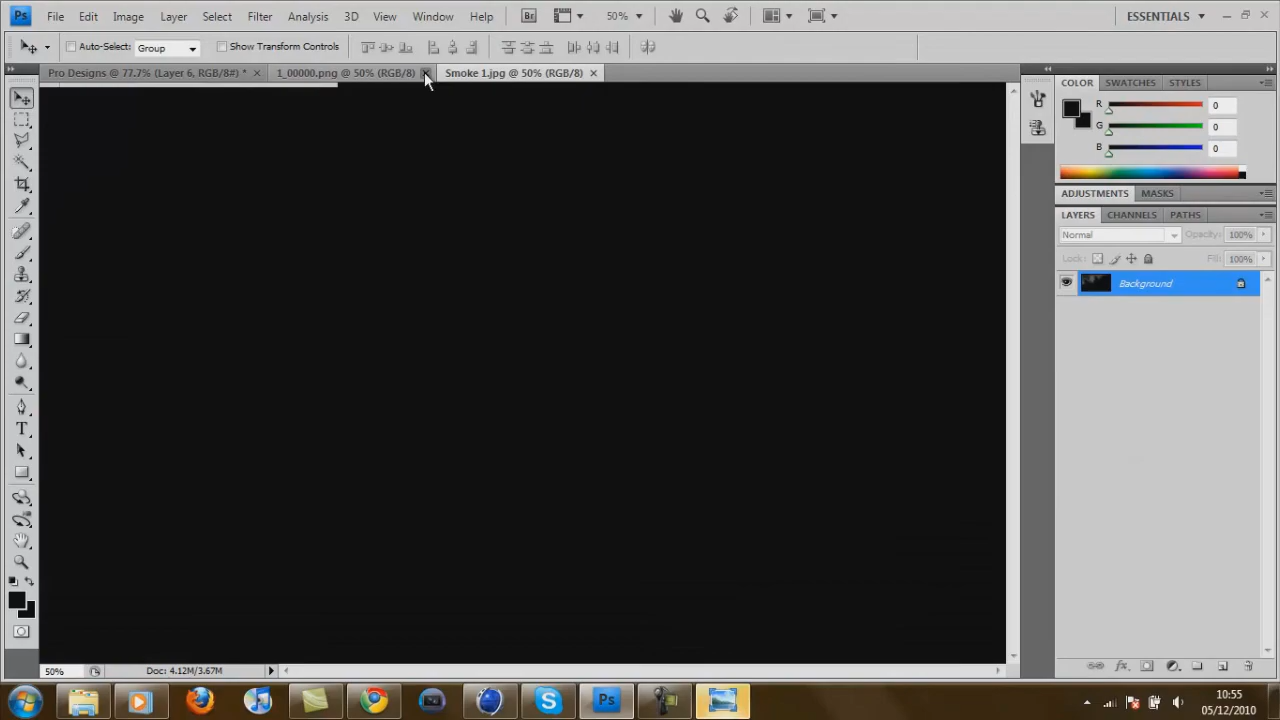 Ps File Edit Image Layer Select Filter Analysis 3D View Window Help Br 50% ESSENTIALS
Auto-Select: Group Show Transform Controls
Pro Designs @ 77.7% (Layer 6, RGB/8#) * 1_00000.png @ 50% (RGB/8) Smoke 1.jpg @ 50% (RGB/8)
COLOR SWATCHES STYLES
R 0
G 0
B 0
ADJUSTMENTS MASKS
LAYERS CHANNELS PATHS
Normal Opacity: 100%
Lock: Fill: 100%
Background
T
50% Doc: 4.12M/3.67M
S Ps 10:55
05/12/2010